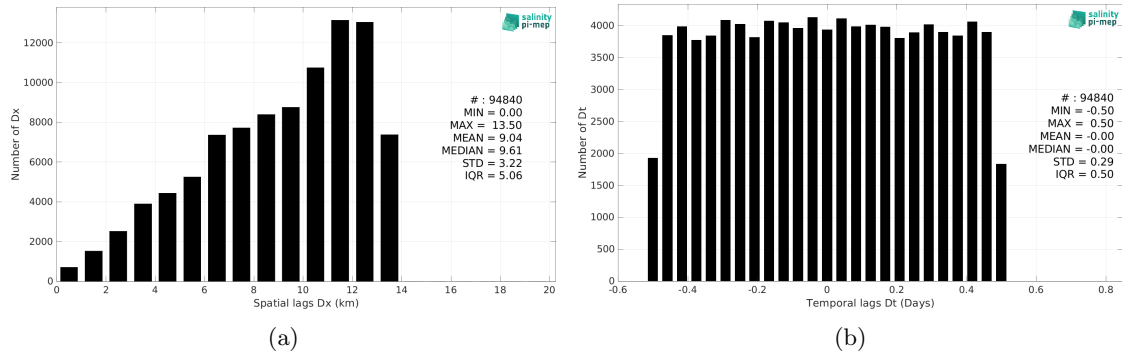 12000
10000
8000
6000
4000
2000
0
Number of Dx
0 2 4 6 8 10 12 14 16 18 20
Spatial lags Dx (km)
salinity
pi-mep
# : 94840
MIN = 0.00
MAX = 13.50
MEAN = 9.04
MEDIAN = 9.61
STD = 3.22
IQR = 5.06
(a)
4000
3500
3000
2500
2000
1500
1000
500
0
Number of Dt
-0.6 -0.4 -0.2 0 0.2 0.4 0.6 0.8
Temporal lags Dt (Days)
salinity
pi-mep
# : 94840
MIN = -0.50
MAX = 0.50
MEAN = -0.00
MEDIAN = -0.00
STD = 0.29
IQR = 0.50
(b)